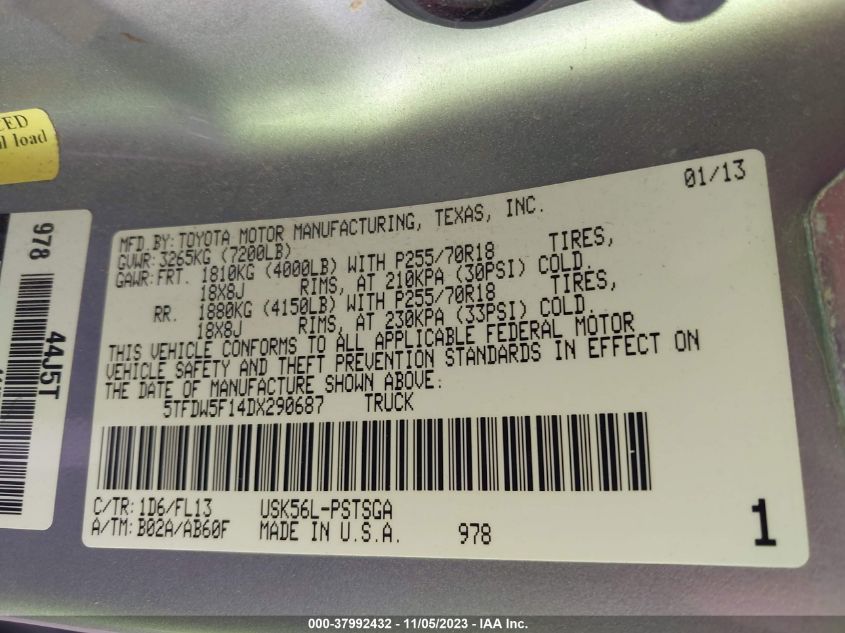 CED
l load
978
44J5T
01/13
MFD.BY:TOYOTA MOTOR MANUFACTURING, TEXAS, INC.
GVWR:3265KG (7200LB)
GAWR:FRT. 1810KG (4000LB) WITH P255/70R18 TIRES,
18X8J RIMS, AT 210KPA (30PSI) COLD.
RR. 1880KG (4150LB) WITH P255/70R18 TIRES,
18X8J RIMS, AT 230KPA (33PSI) COLD.
THIS VEHICLE CONFORMS TO ALL APPLICABLE FEDERAL MOTOR
VEHICLE SAFETY AND THEFT PREVENTION STANDARDS IN EFFECT ON
THE DATE OF MANUFACTURE SHOWN ABOVE:
5TFDW5F14DX290687 TRUCK
C/TR:1D6/FL13 USK56L-PSTSGA
A/TM:B02A/AB60F MADE IN U.S.A. 978
1
000-37992432 - 11/05/2023 - IAA Inc.